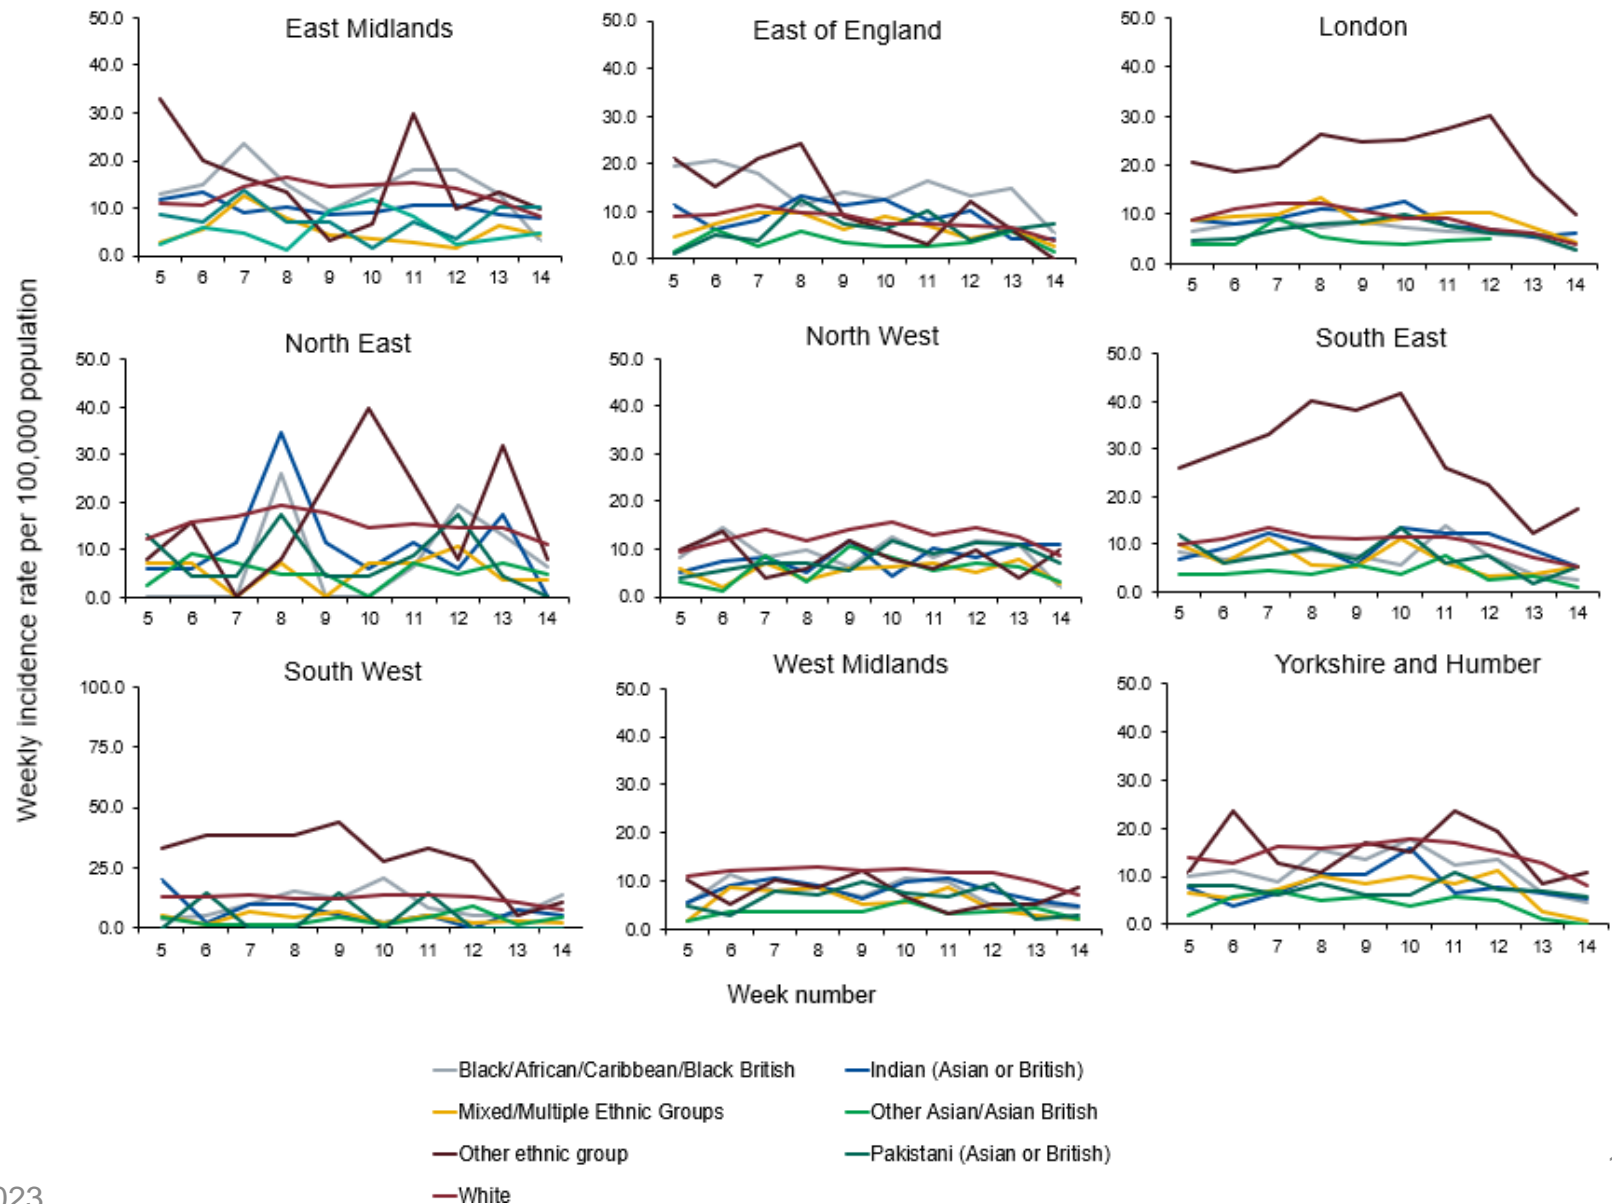 East Midlands
50.0
40.0
30.0
20.0
10.0
0.0
5 6 7 8 9 10 11 12 13 14
East of England
50.0
40.0
30.0
20.0
10.0
0.0
5 6 7 8 9 10 11 12 13 14
London
50.0
40.0
30.0
20.0
10.0
0.0
5 6 7 8 9 10 11 12 13 14
Weekly incidence rate per 100,000 population
North East
50.0
40.0
30.0
20.0
10.0
0.0
5 6 7 8 9 10 11 12 13 14
North West
50.0
40.0
30.0
20.0
10.0
0.0
5 6 7 8 9 10 11 12 13 14
South East
50.0
40.0
30.0
20.0
10.0
0.0
5 6 7 8 9 10 11 12 13 14
South West
100.0
75.0
50.0
25.0
0.0
5 6 7 8 9 10 11 12 13 14
West Midlands
50.0
40.0
30.0
20.0
10.0
0.0
5 6 7 8 9 10 11 12 13 14
Yorkshire and Humber
50.0
40.0
30.0
20.0
10.0
0.0
5 6 7 8 9 10 11 12 13 14
Week number
Black/African/Caribbean/Black British
Indian (Asian or British)
Mixed/Multiple Ethnic Groups
Other Asian/Asian British
Other ethnic group
Pakistani (Asian or British)
White